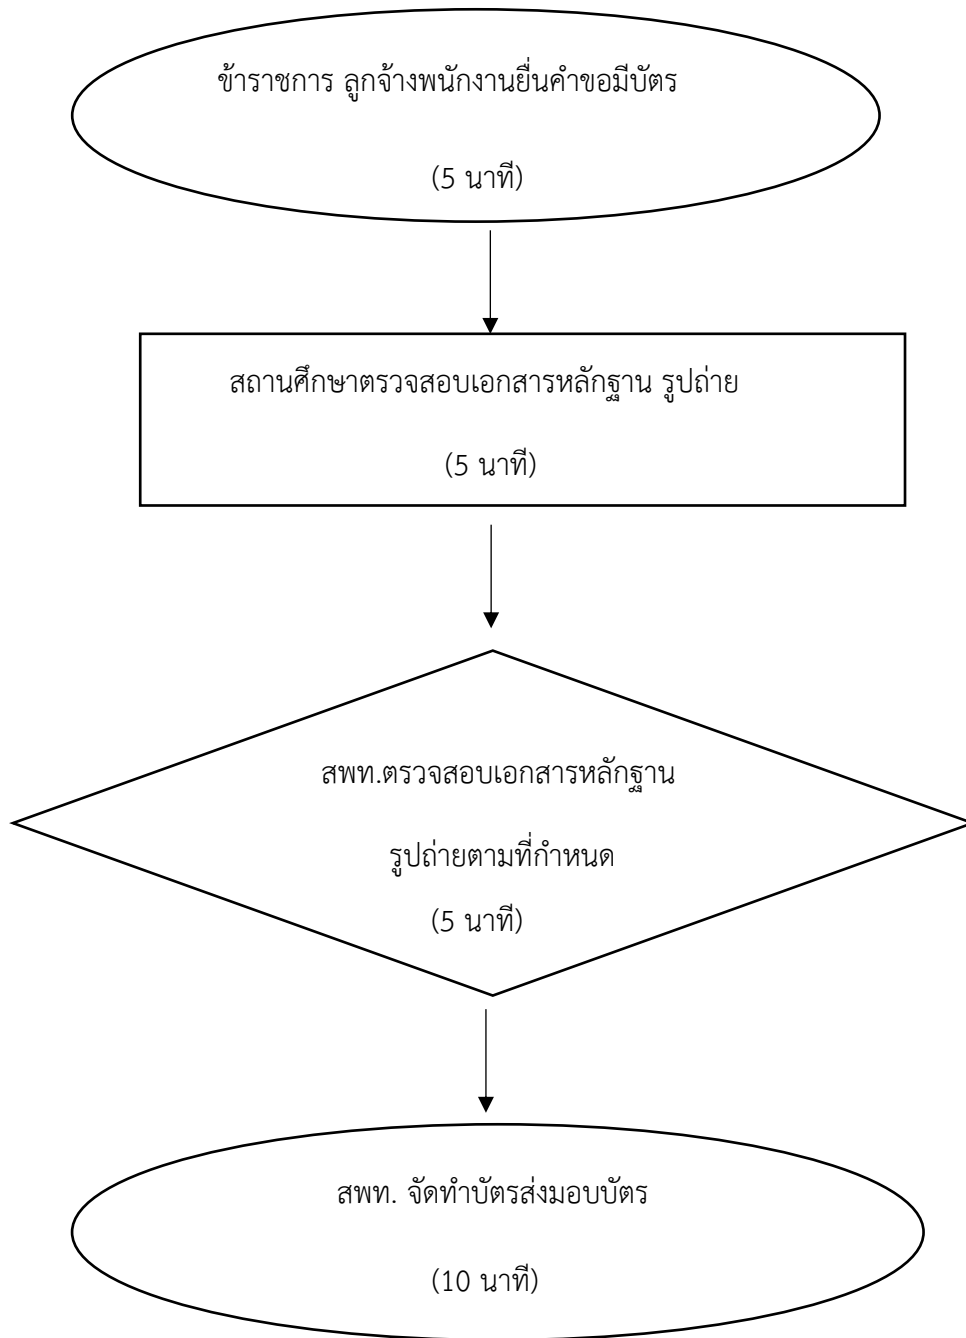 ข้าราชการ ลูกจ้างพนักงานยื่นคำขอมีบัตร
(5 นาที)
สถานศึกษาตรวจสอบเอกสารหลักฐาน รูปถ่าย
(5 นาที)
สพท.ตรวจสอบเอกสารหลักฐาน
รูปถ่ายตามที่กำหนด
(5 นาที)
สพท. จัดทำบัตรส่งมอบบัตร
(10 นาที)